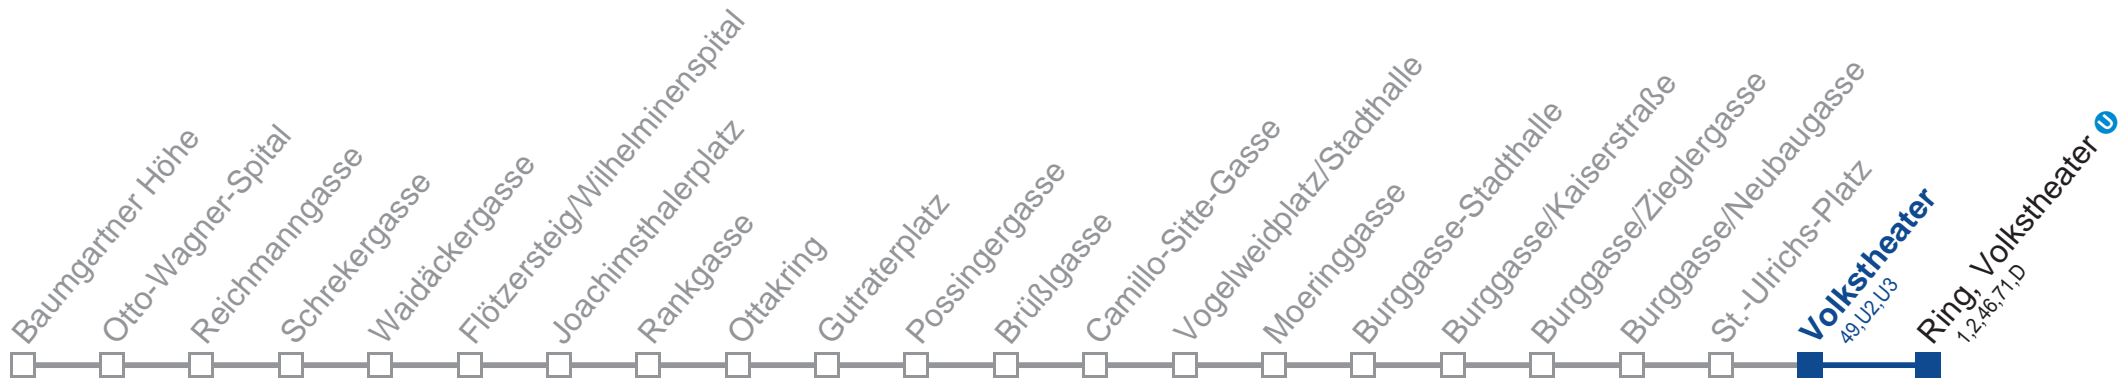 Baumgartner Höhe
Otto-Wagner-Spital
Reichmanngasse
Schrekergasse
Waidäckergasse
Flötzersteig/Wilhelminenspital
Joachimsthalerplatz
Rankgasse
Ottakring
Gutraterplatz
Possingergasse
Brüßlgasse
Camillo-Sitte-Gasse
Vogelweidplatz/Stadthalle
Moeringgasse
Burggasse-Stadthalle
Burggasse/Kaiserstraße
Burggasse/Zieglergasse
Burggasse/Neubaugasse
St.-Ulrichs-Platz
Volkstheater
49,U2,U3
Ring, Volkstheater U
1,2,46,71,D